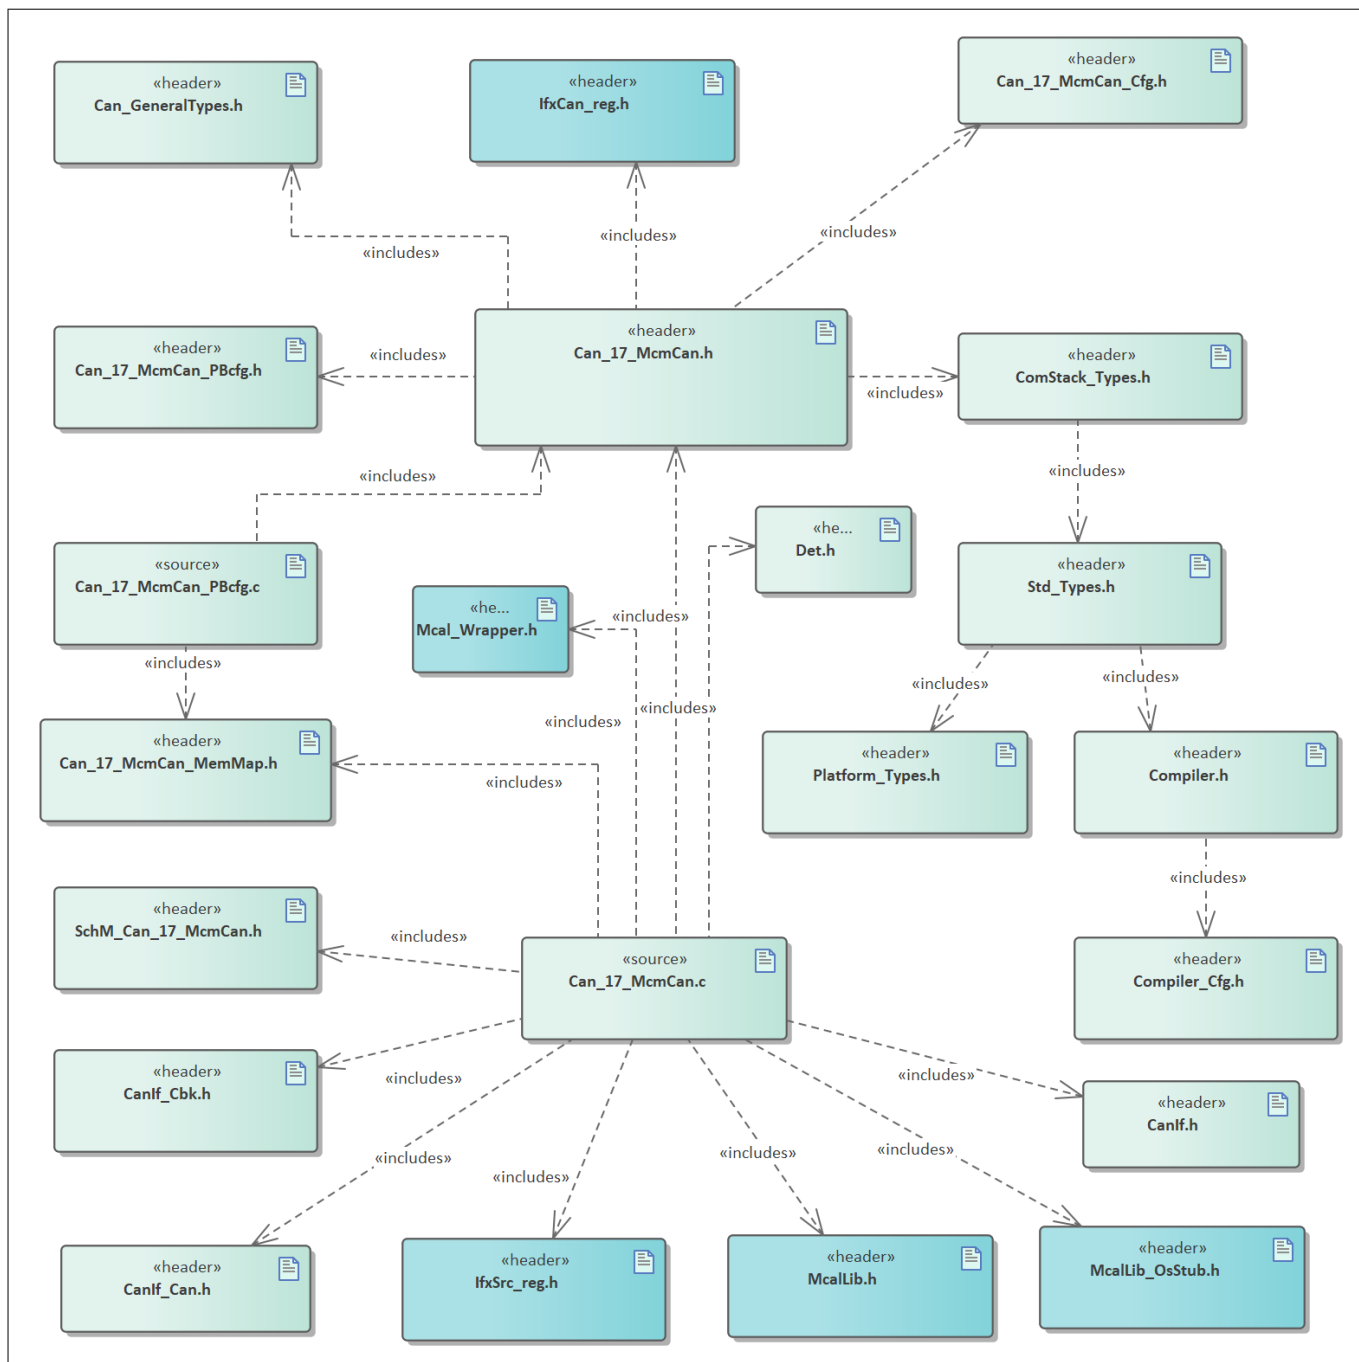 «header»
Can_GeneralTypes.h
«header»
IfxCan_reg.h
«header»
Can_17_McmCan_Cfg.h
«includes»
«includes»
«includes»
«header»
Can_17_McmCan_PBcfg.h
«includes»
«header»
Can_17_McmCan.h
«includes»
«header»
ComStack_Types.h
«includes»
«includes»
«source»
Can_17_McmCan_PBcfg.c
«he...
Mcal_Wrapper.h
«includes»
«he...
Det.h
«header»
Std_Types.h
«includes»
«includes»
«includes»
«header»
Can_17_McmCan_MemMap.h
«includes»
«includes»
«includes»
«header»
Platform_Types.h
«header»
Compiler.h
«includes»
«header»
SchM_Can_17_McmCan.h
«includes»
«source»
Can_17_McmCan.c
«header»
Compiler_Cfg.h
«header»
CanIf_Cbk.h
«includes»
«includes»
«header»
CanIf.h
«includes»
«includes»
«includes»
«includes»
«header»
CanIf_Can.h
«header»
IfxSrc_reg.h
«header»
McalLib.h
«header»
McalLib_OsStub.h